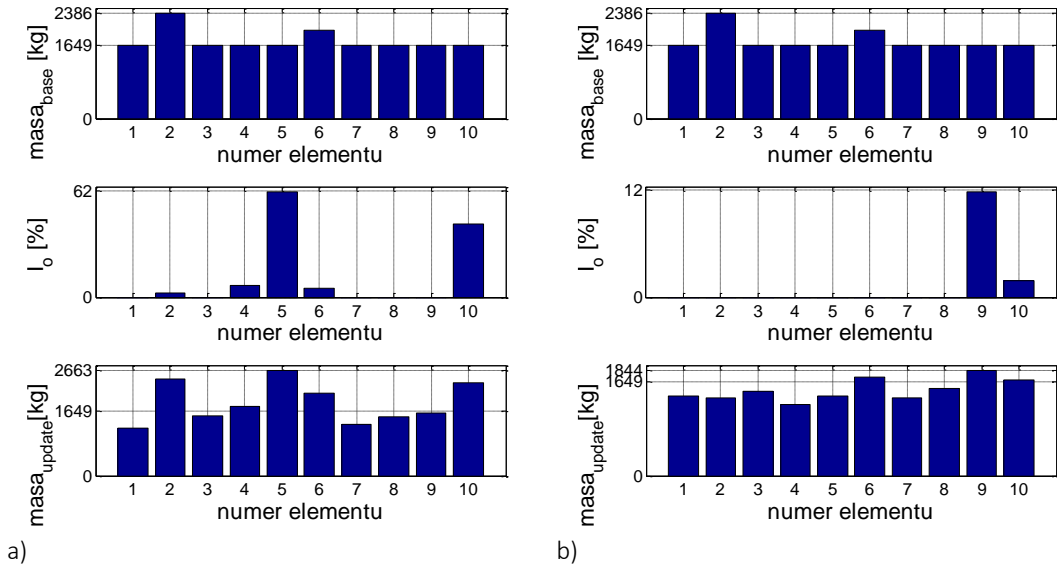 2386
1649
0
masa_base [kg]
1 2 3 4 5 6 7 8 9 10
numer elementu
62
0
I_o [%]
1 2 3 4 5 6 7 8 9 10
numer elementu
2663
1649
0
masa_update[kg]
1 2 3 4 5 6 7 8 9 10
numer elementu
a)
2386
1649
0
masa_base [kg]
1 2 3 4 5 6 7 8 9 10
numer elementu
12
0
I_o [%]
1 2 3 4 5 6 7 8 9 10
numer elementu
1844
1649
0
masa_update[kg]
1 2 3 4 5 6 7 8 9 10
numer elementu
b)